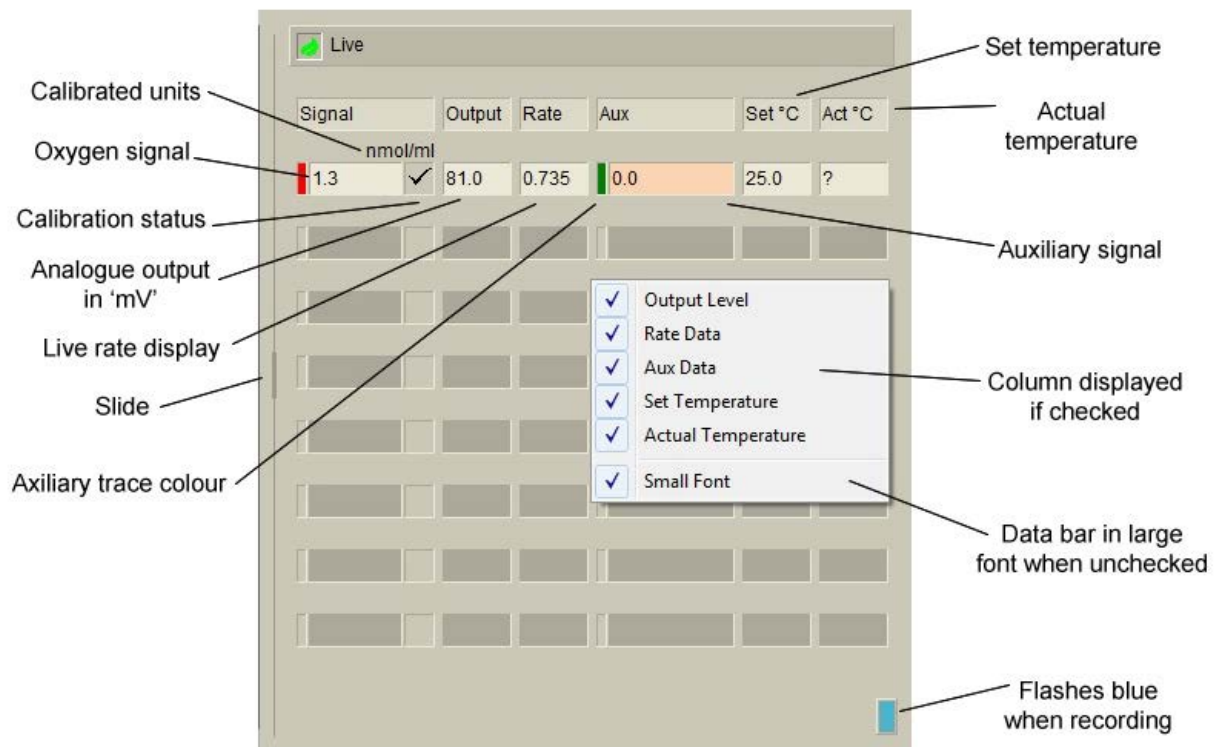 Live
Set temperature
Calibrated units
Signal
Output
Rate
Aux
Set °C
Act °C
Actual
temperature
Oxygen signal
nmol/ml
1.3
81.0
0.735
0.0
25.0
?
Calibration status
Auxiliary signal
Analogue output
in ‘mV’
Output Level
Rate Data
Aux Data
Set Temperature
Actual Temperature
Small Font
Live rate display
Column displayed
if checked
Slide
Axiliary trace colour
Data bar in large
font when unchecked
Flashes blue
when recording